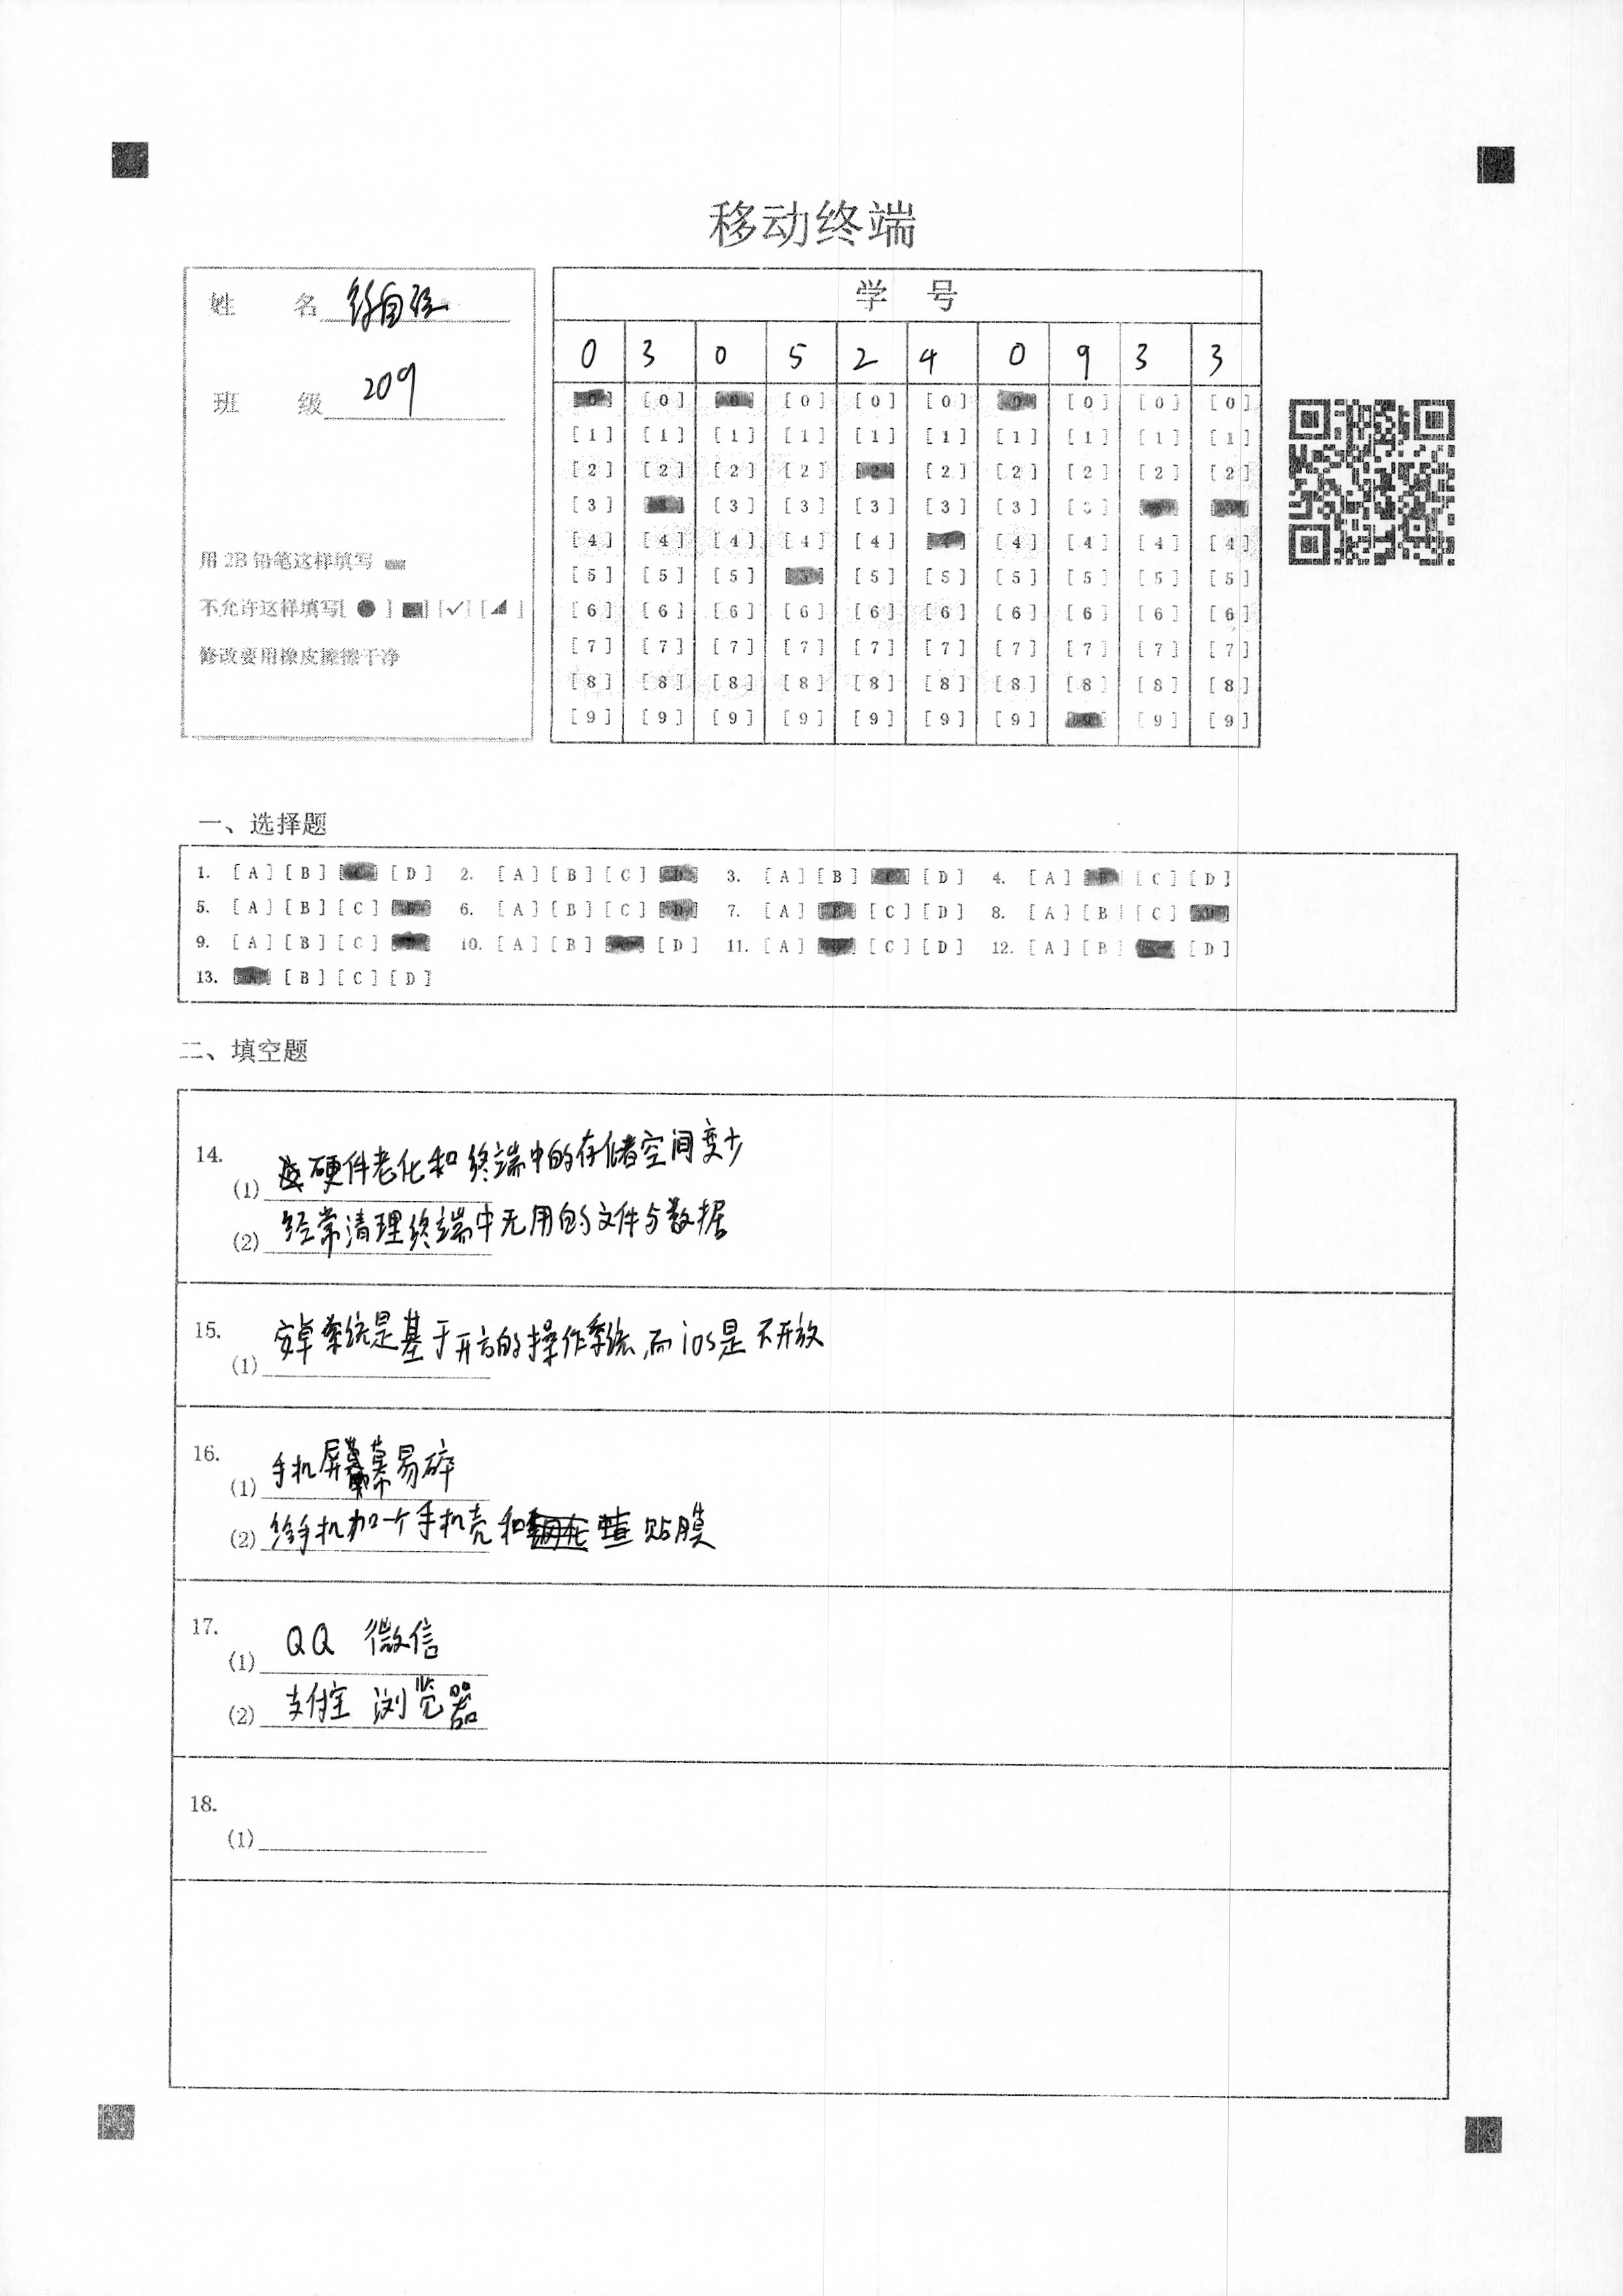 移动终端
姓 名
班 级 209
用2B铅笔这样填写
不允许这样填写[ ● ] [■] [✓] [◢ ]
修改要用橡皮擦擦干净
学 号
0 3 0 5 2 4 0 9 3 3
[0] [0] [0] [0] [0] [0] [0] [0] [0] [0]
[1] [1] [1] [1] [1] [1] [1] [1] [1] [1]
[2] [2] [2] [2] [2] [2] [2] [2] [2] [2]
[3] [3] [3] [3] [3] [3] [3] [3] [3] [3]
[4] [4] [4] [4] [4] [4] [4] [4] [4] [4]
[5] [5] [5] [5] [5] [5] [5] [5] [5] [5]
[6] [6] [6] [6] [6] [6] [6] [6] [6] [6]
[7] [7] [7] [7] [7] [7] [7] [7] [7] [7]
[8] [8] [8] [8] [8] [8] [8] [8] [8] [8]
[9] [9] [9] [9] [9] [9] [9] [9] [9] [9]
一、选择题
1. [A] [B] [C] [D] 2. [A] [B] [C] [D] 3. [A] [B] [C] [D] 4. [A] [B] [C] [D]
5. [A] [B] [C] [D] 6. [A] [B] [C] [D] 7. [A] [B] [C] [D] 8. [A] [B] [C] [D]
9. [A] [B] [C] [D] 10. [A] [B] [C] [D] 11. [A] [B] [C] [D] 12. [A] [B] [C] [D]
13. [A] [B] [C] [D]
二、填空题
14.
(1) 硬件老化和终端中的存储空间变少
(2) 经常清理终端中无用的文件与数据
15.
(1) 安卓系统是基于开方的操作系统,而ios是不开放
16.
(1) 手机屏幕易碎
(2) 给手机加一个手机壳和贴膜
17.
(1) QQ 微信
(2) 支付宝 浏览器
18.
(1)